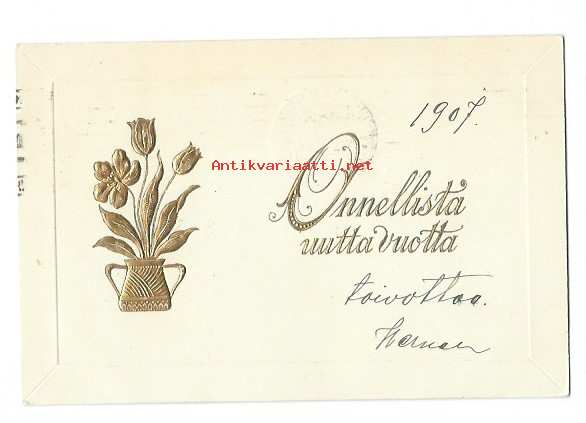 1907.
Antikvariaatti.net
Onnellista
uutta vuotta
toivottaa.